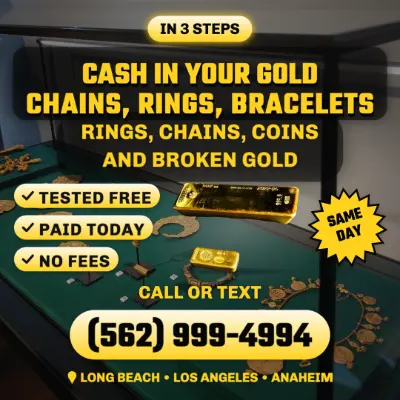 IN 3 STEPS
CASH IN YOUR GOLD
CHAINS, RINGS, BRACELETS
RINGS, CHAINS, COINS
AND BROKEN GOLD
TESTED FREE
PAID TODAY
NO FEES
SAME
DAY
CALL OR TEXT
(562) 999-4994
LONG BEACH • LOS ANGELES • ANAHEIM